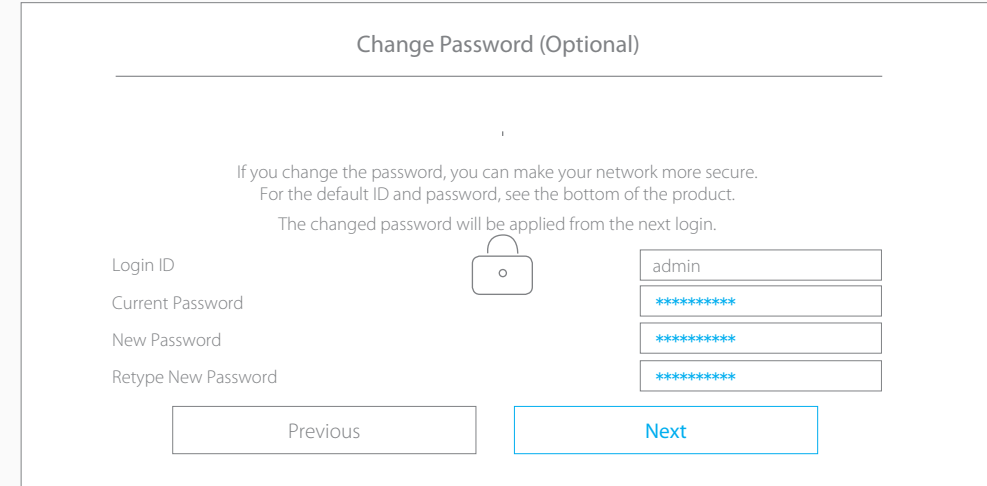 Change Password (Optional)
If you change the password, you can make your network more secure.
For the default ID and password, see the bottom of the product.
The changed password will be applied from the next login.
Login ID
admin
Current Password
**********
New Password
**********
Retype New Password
**********
Previous
Next